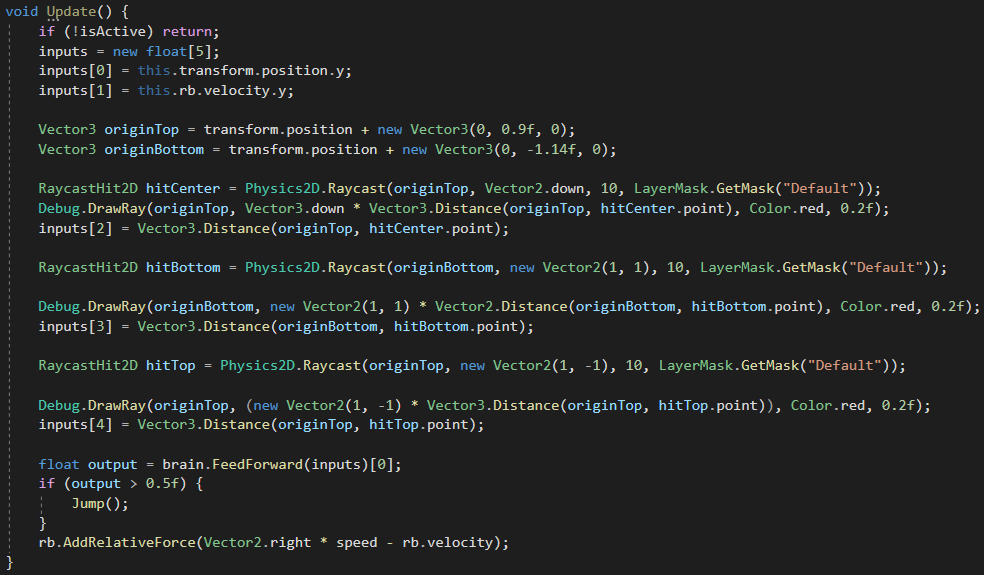 void Update() {
if (!isActive) return;
inputs = new float[5];
inputs[0] = this.transform.position.y;
inputs[1] = this.rb.velocity.y;
Vector3 originTop = transform.position + new Vector3(0, 0.9f, 0);
Vector3 originBottom = transform.position + new Vector3(0, -1.14f, 0);
RaycastHit2D hitCenter = Physics2D.Raycast(originTop, Vector2.down, 10, LayerMask.GetMask("Default"));
Debug.DrawRay(originTop, Vector3.down * Vector3.Distance(originTop, hitCenter.point), Color.red, 0.2f);
inputs[2] = Vector3.Distance(originTop, hitCenter.point);
RaycastHit2D hitBottom = Physics2D.Raycast(originBottom, new Vector2(1, 1), 10, LayerMask.GetMask("Default"));
Debug.DrawRay(originBottom, new Vector2(1, 1) * Vector2.Distance(originBottom, hitBottom.point), Color.red, 0.2f);
inputs[3] = Vector3.Distance(originBottom, hitBottom.point);
RaycastHit2D hitTop = Physics2D.Raycast(originTop, new Vector2(1, -1), 10, LayerMask.GetMask("Default"));
Debug.DrawRay(originTop, (new Vector2(1, -1) * Vector3.Distance(originTop, hitTop.point)), Color.red, 0.2f);
inputs[4] = Vector3.Distance(originTop, hitTop.point);
float output = brain.FeedForward(inputs)[0];
if (output > 0.5f) {
Jump();
}
rb.AddRelativeForce(Vector2.right * speed - rb.velocity);
}